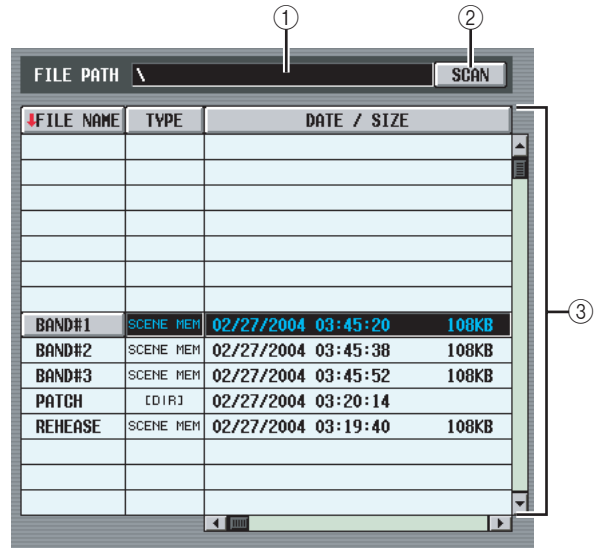 ① ②
FILE PATH \ SCAN
FILE NAME TYPE DATE / SIZE
BAND#1 SCENE MEM 02/27/2004 03:45:20 108KB
BAND#2 SCENE MEM 02/27/2004 03:45:38 108KB
BAND#3 SCENE MEM 02/27/2004 03:45:52 108KB
PATCH [DIR] 02/27/2004 03:20:14
REHEASE SCENE MEM 02/27/2004 03:19:40 108KB
③